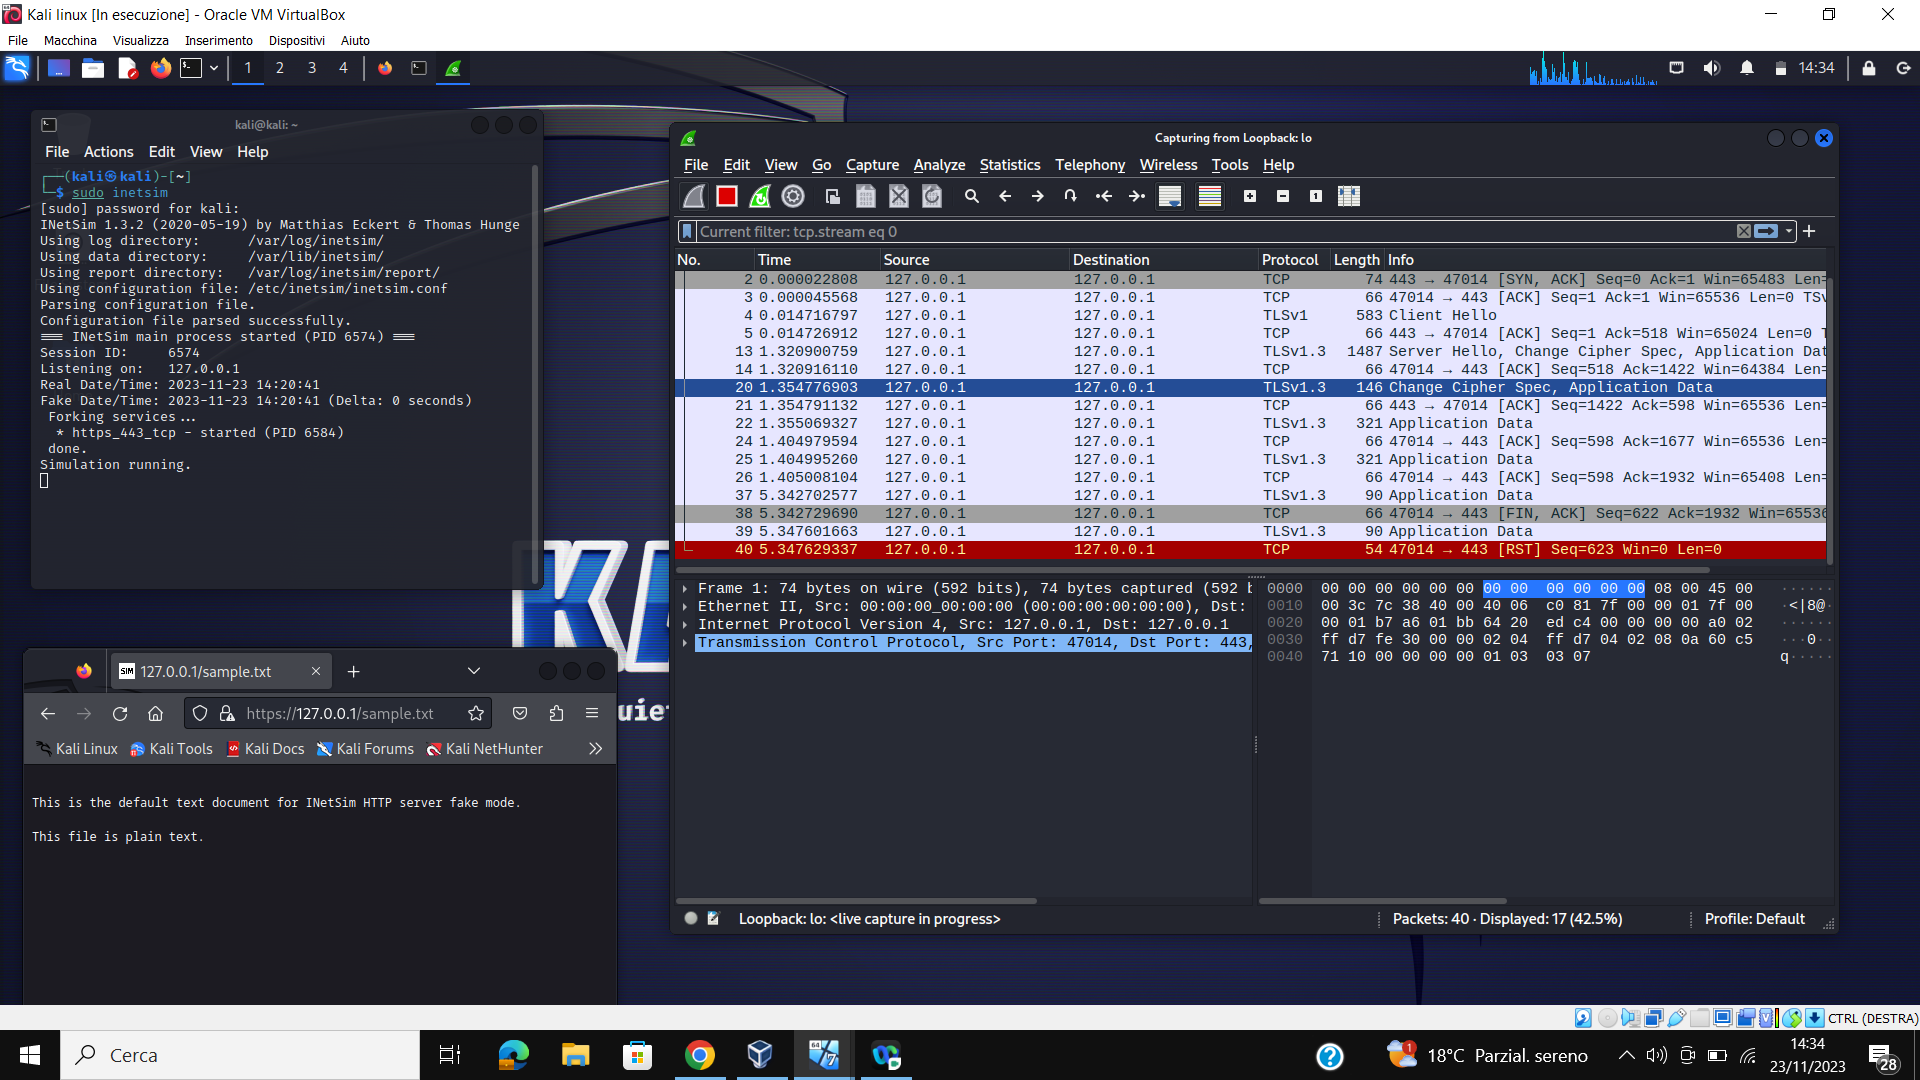 Kali linux [In esecuzione] - Oracle VM VirtualBox
File Macchina Visualizza Inserimento Dispositivi Aiuto
1 2 3 4
14:34
kali@kali: ~
File Actions Edit View Help
┌──(kali㉿kali)-[~]
└─$ sudo inetsim
[sudo] password for kali:
INetSim 1.3.2 (2020-05-19) by Matthias Eckert & Thomas Hunge
Using log directory: /var/log/inetsim/
Using data directory: /var/lib/inetsim/
Using report directory: /var/log/inetsim/report/
Using configuration file: /etc/inetsim/inetsim.conf
Parsing configuration file.
Configuration file parsed successfully.
=== INetSim main process started (PID 6574) ===
Session ID: 6574
Listening on: 127.0.0.1
Real Date/Time: 2023-11-23 14:20:41
Fake Date/Time: 2023-11-23 14:20:41 (Delta: 0 seconds)
Forking services...
* https_443_tcp - started (PID 6584)
done.
Simulation running.
127.0.0.1/sample.txt
https://127.0.0.1/sample.txt
Kali Linux Kali Tools Kali Docs Kali Forums Kali NetHunter
This is the default text document for INetSim HTTP server fake mode.
This file is plain text.
Capturing from Loopback: lo
File Edit View Go Capture Analyze Statistics Telephony Wireless Tools Help
Current filter: tcp.stream eq 0
No. Time Source Destination Protocol Length Info
2 0.000022808 127.0.0.1 127.0.0.1 TCP 74 443 → 47014 [SYN, ACK] Seq=0 Ack=1 Win=65483 Len=
3 0.000045568 127.0.0.1 127.0.0.1 TCP 66 47014 → 443 [ACK] Seq=1 Ack=1 Win=65536 Len=0 TSv
4 0.014716797 127.0.0.1 127.0.0.1 TLSv1 583 Client Hello
5 0.014726912 127.0.0.1 127.0.0.1 TCP 66 443 → 47014 [ACK] Seq=1 Ack=518 Win=65024 Len=0 T
13 1.320900759 127.0.0.1 127.0.0.1 TLSv1.3 1487 Server Hello, Change Cipher Spec, Application Dat
14 1.320916110 127.0.0.1 127.0.0.1 TCP 66 47014 → 443 [ACK] Seq=518 Ack=1422 Win=64384 Len=
20 1.354776903 127.0.0.1 127.0.0.1 TLSv1.3 146 Change Cipher Spec, Application Data
21 1.354791132 127.0.0.1 127.0.0.1 TCP 66 443 → 47014 [ACK] Seq=1422 Ack=598 Win=65536 Len=
22 1.355069327 127.0.0.1 127.0.0.1 TLSv1.3 321 Application Data
24 1.404979594 127.0.0.1 127.0.0.1 TCP 66 47014 → 443 [ACK] Seq=598 Ack=1677 Win=65536 Len=
25 1.404995260 127.0.0.1 127.0.0.1 TLSv1.3 321 Application Data
26 1.405008104 127.0.0.1 127.0.0.1 TCP 66 47014 → 443 [ACK] Seq=598 Ack=1932 Win=65408 Len=
37 5.342702577 127.0.0.1 127.0.0.1 TLSv1.3 90 Application Data
38 5.342729690 127.0.0.1 127.0.0.1 TCP 66 47014 → 443 [FIN, ACK] Seq=622 Ack=1932 Win=65536
39 5.347601663 127.0.0.1 127.0.0.1 TLSv1.3 90 Application Data
40 5.347629337 127.0.0.1 127.0.0.1 TCP 54 47014 → 443 [RST] Seq=623 Win=0 Len=0
Frame 1: 74 bytes on wire (592 bits), 74 bytes captured (592 b
Ethernet II, Src: 00:00:00_00:00:00 (00:00:00:00:00:00), Dst:
Internet Protocol Version 4, Src: 127.0.0.1, Dst: 127.0.0.1
Transmission Control Protocol, Src Port: 47014, Dst Port: 443,
0000 00 00 00 00 00 00 00 00 00 00 00 00 08 00 45 00 ······
0010 00 3c 7c 38 40 00 40 06 c0 81 7f 00 00 01 7f 00 ·<|8@·
0020 00 01 b7 a6 01 bb 64 20 ed c4 00 00 00 00 a0 02 ······
0030 ff d7 fe 30 00 00 02 04 ff d7 04 02 08 0a 60 c5 ···0··
0040 71 10 00 00 00 00 01 03 03 07 q·····
Loopback: lo: <live capture in progress>
Packets: 40 · Displayed: 17 (42.5%)
Profile: Default
CTRL (DESTRA)
Cerca
18°C Parzial. sereno
14:34
23/11/2023
28